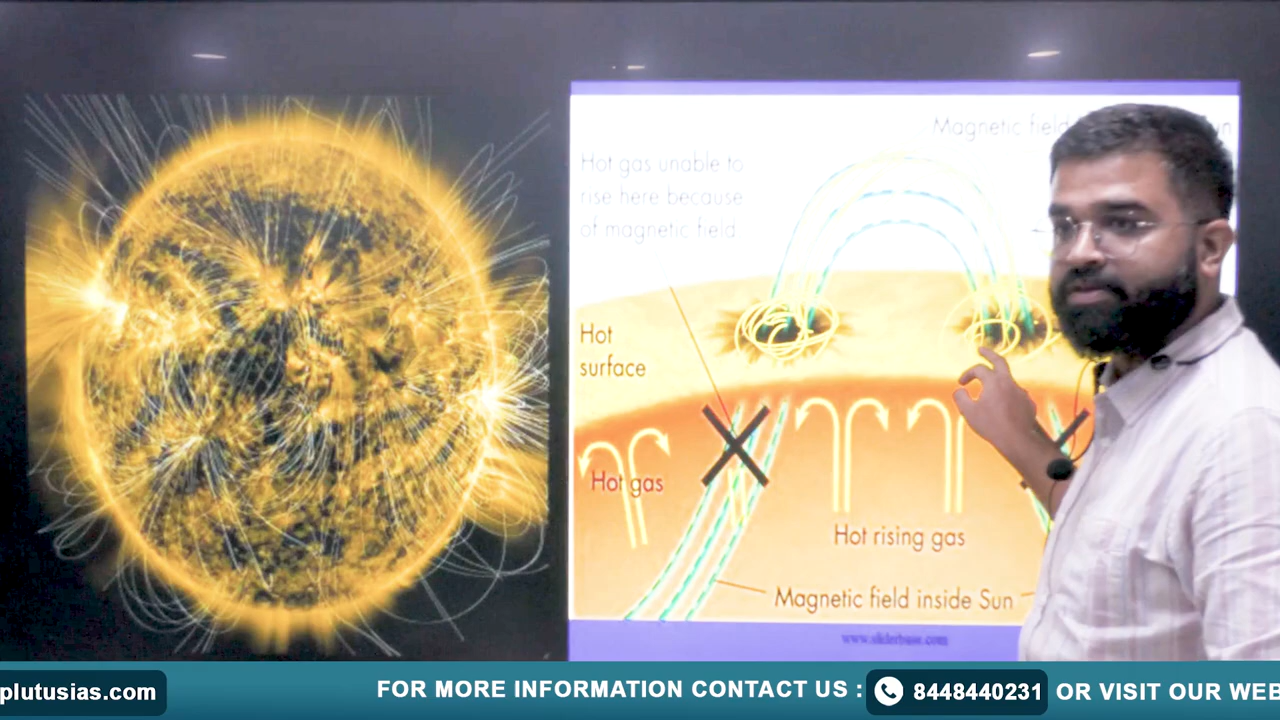 Magnetic field
un
Hot gas unable to
rise here because
of magnetic field
Hot
surface
Hot gas
Hot rising gas
Magnetic field inside Sun
www.sliderbase.com
plutusias.com
FOR MORE INFORMATION CONTACT US :
8448440231
OR VISIT OUR WEB